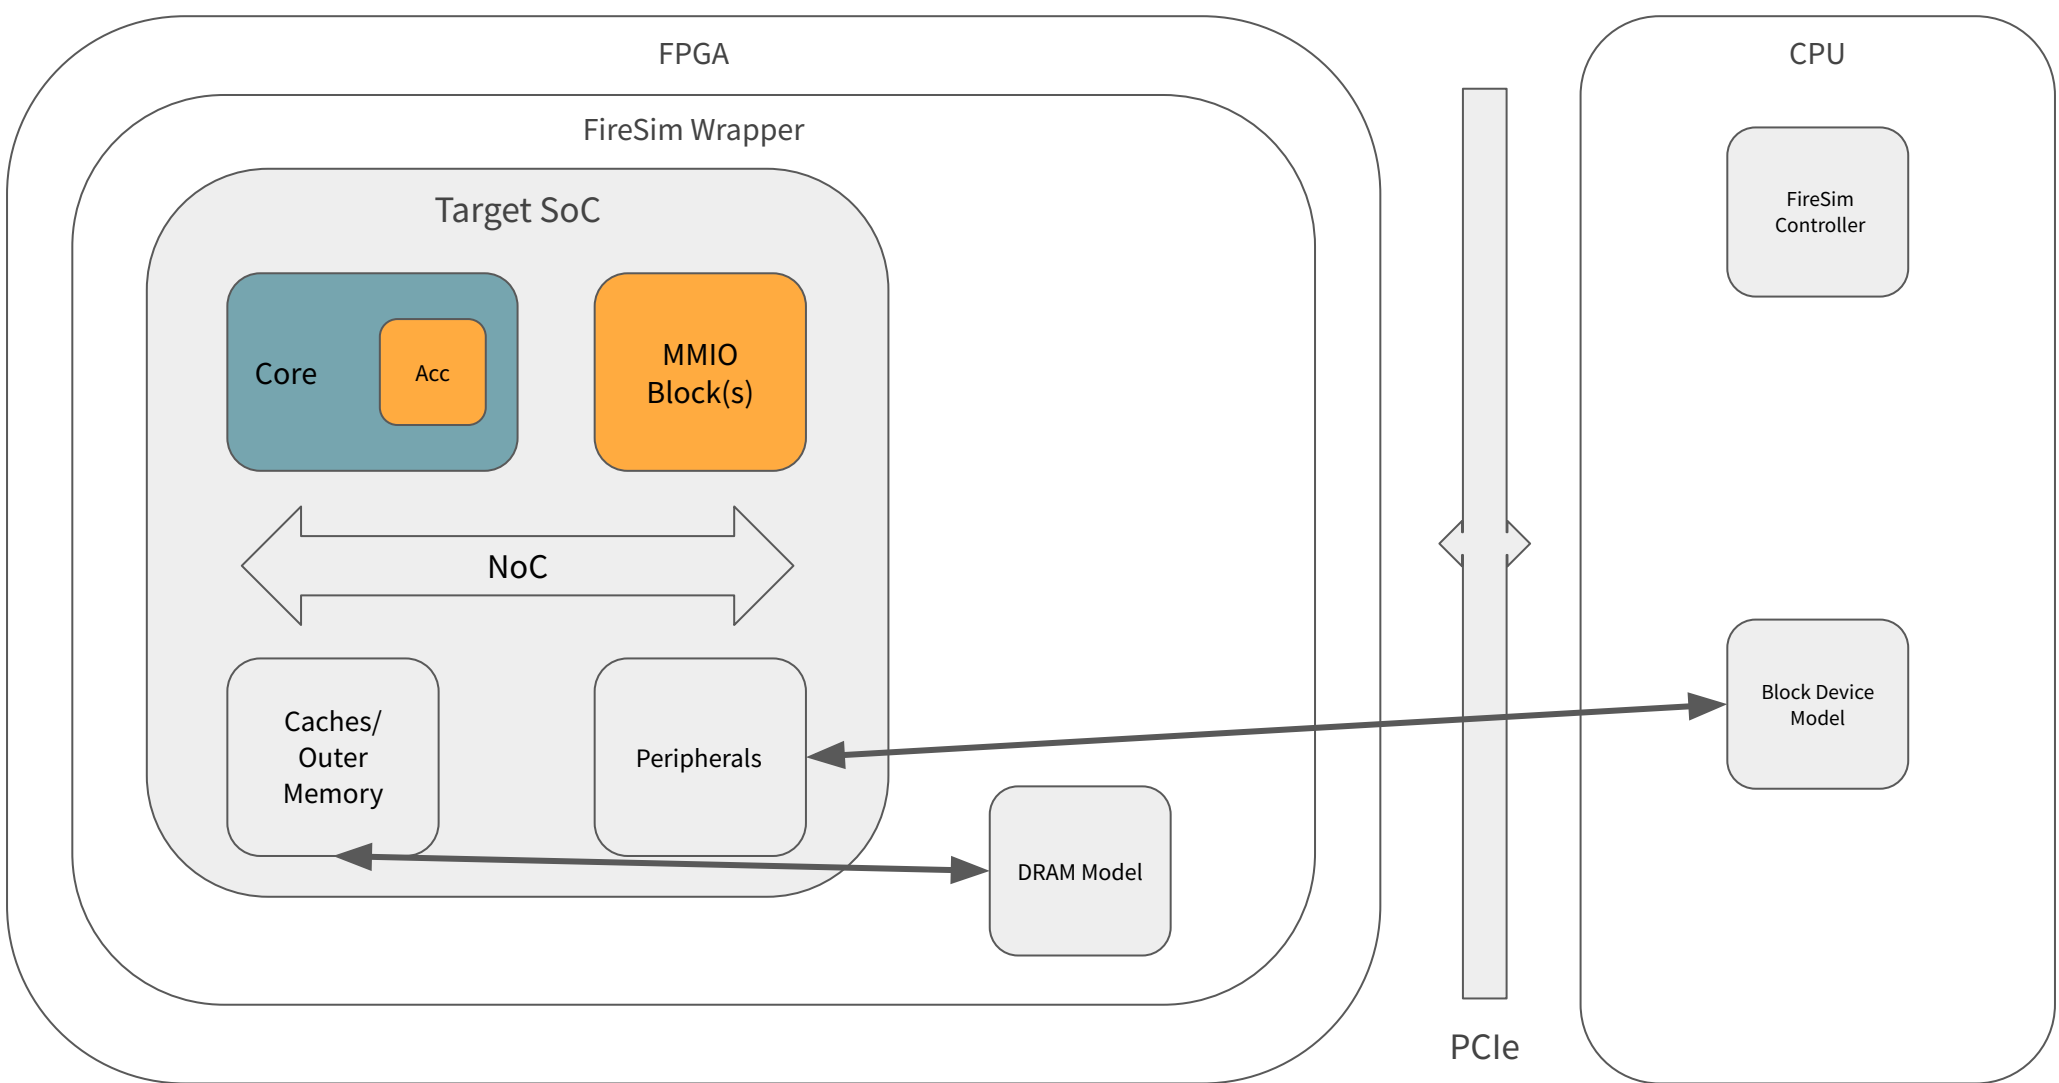 FPGA
FireSim Wrapper
Target SoC
Core
Acc
MMIO
Block(s)
NoC
Caches/
Outer
Memory
Peripherals
DRAM Model
PCIe
CPU
FireSim
Controller
Block Device
Model